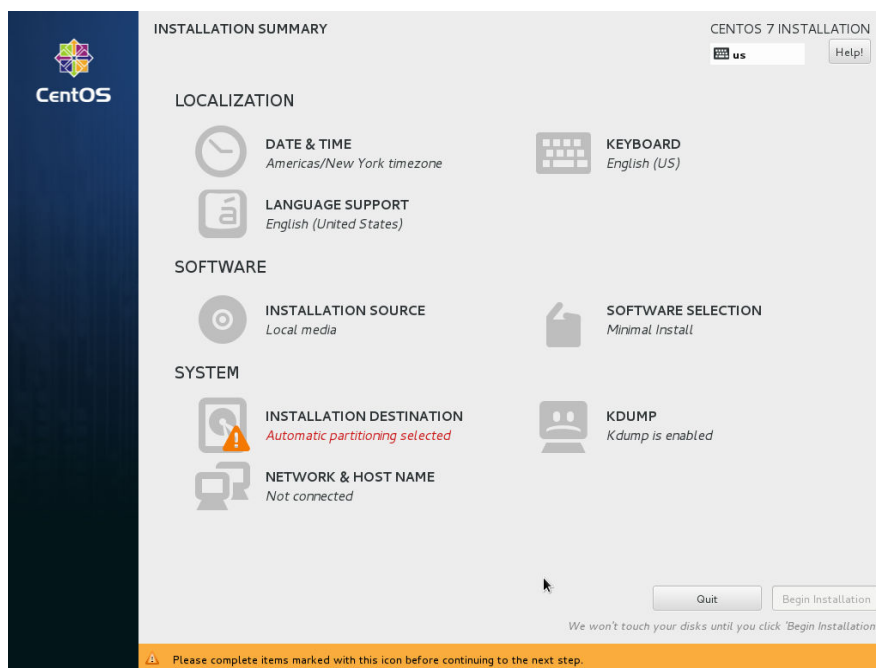 INSTALLATION SUMMARY
CENTOS 7 INSTALLATION
us
Help!
CentOS
LOCALIZATION
DATE & TIME
Americas/New York timezone
KEYBOARD
English (US)
LANGUAGE SUPPORT
English (United States)
SOFTWARE
INSTALLATION SOURCE
Local media
SOFTWARE SELECTION
Minimal Install
SYSTEM
INSTALLATION DESTINATION
Automatic partitioning selected
KDUMP
Kdump is enabled
NETWORK & HOST NAME
Not connected
Quit
Begin Installation
We won't touch your disks until you click 'Begin Installation
Please complete items marked with this icon before continuing to the next step.